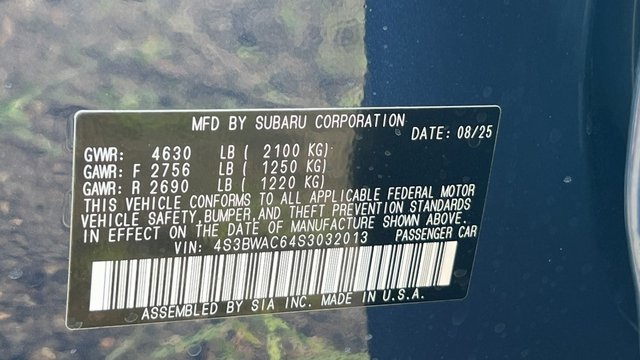 MFD BY SUBARU CORPORATION
DATE: 08/25
GVWR: 4630 LB ( 2100 KG)
GAWR: F 2756 LB ( 1250 KG)
GAWR: R 2690 LB ( 1220 KG)
THIS VEHICLE CONFORMS TO ALL APPLICABLE FEDERAL MOTOR
VEHICLE SAFETY, BUMPER, AND THEFT PREVENTION STANDARDS
IN EFFECT ON THE DATE OF MANUFACTURE SHOWN ABOVE.
VIN: 4S3BWAC64S3032013 PASSENGER CAR
ASSEMBLED BY SIA INC. MADE IN U.S.A.